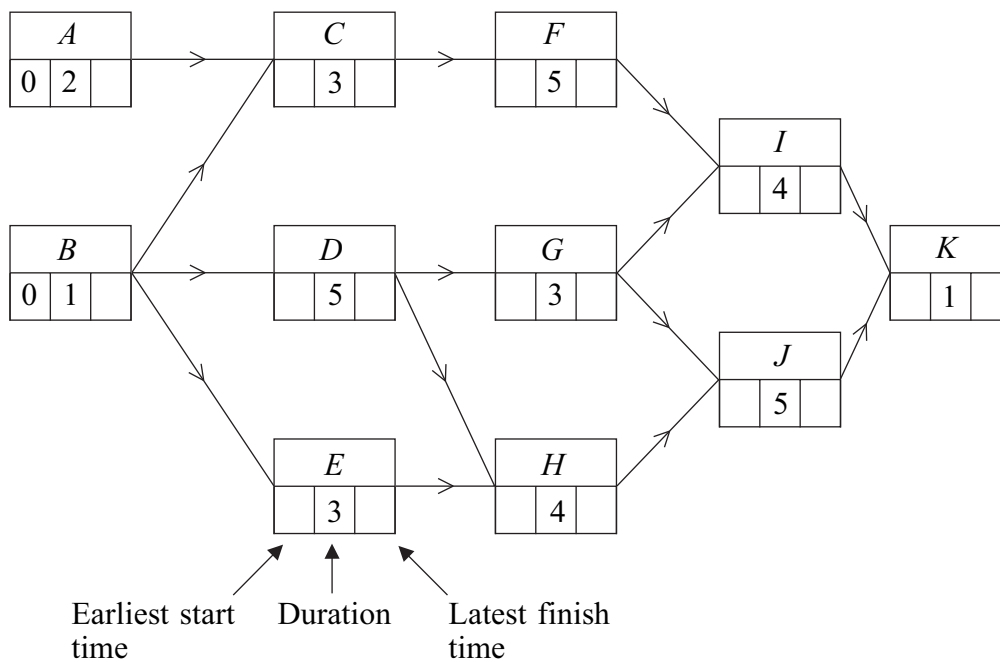 A C F
0 2 3 5
I
4
B D G K
0 1 5 3 1
J
5
E H
3 4
Earliest start Duration Latest finish
time time